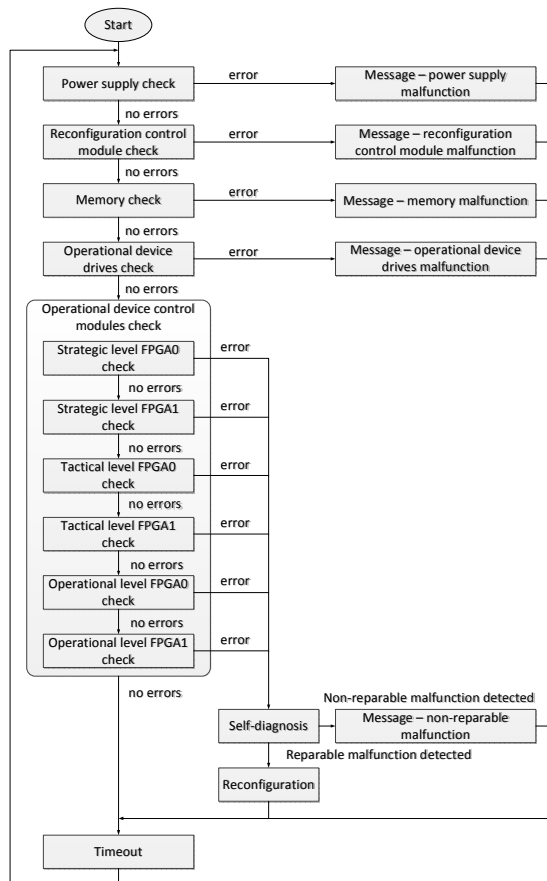 Start
Power supply check
error
Message – power supply
malfunction
no errors
Reconfiguration control
module check
error
Message – reconfiguration
control module malfunction
no errors
Memory check
error
Message – memory malfunction
no errors
Operational device
drives check
error
Message – operational device
drives malfunction
no errors
Operational device control
modules check
Strategic level FPGA0
check
error
no errors
Strategic level FPGA1
check
error
no errors
Tactical level FPGA0
check
error
no errors
Tactical level FPGA1
check
error
no errors
Operational level FPGA0
check
error
no errors
Operational level FPGA1
check
error
no errors
Non-reparable malfunction detected
Self-diagnosis
Message – non-reparable
malfunction
Reparable malfunction detected
Reconfiguration
Timeout